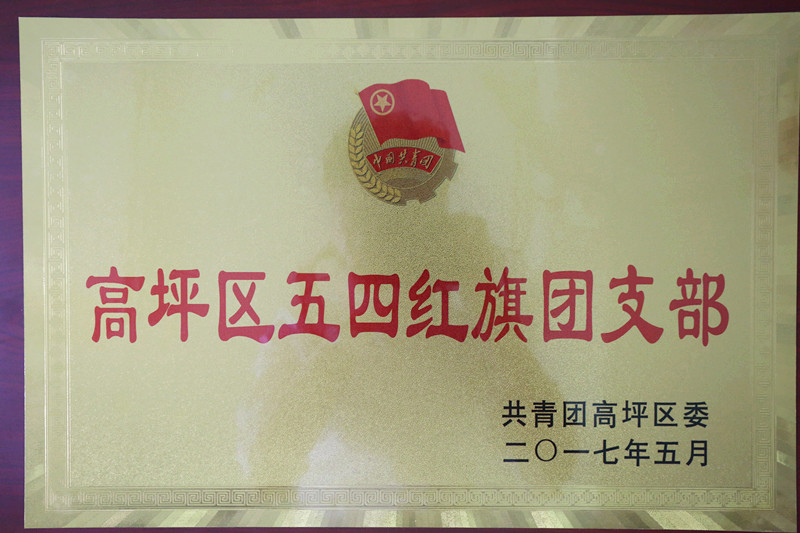 中国共青团
高坪区五四红旗团支部
共青团高坪区委
二〇一七年五月